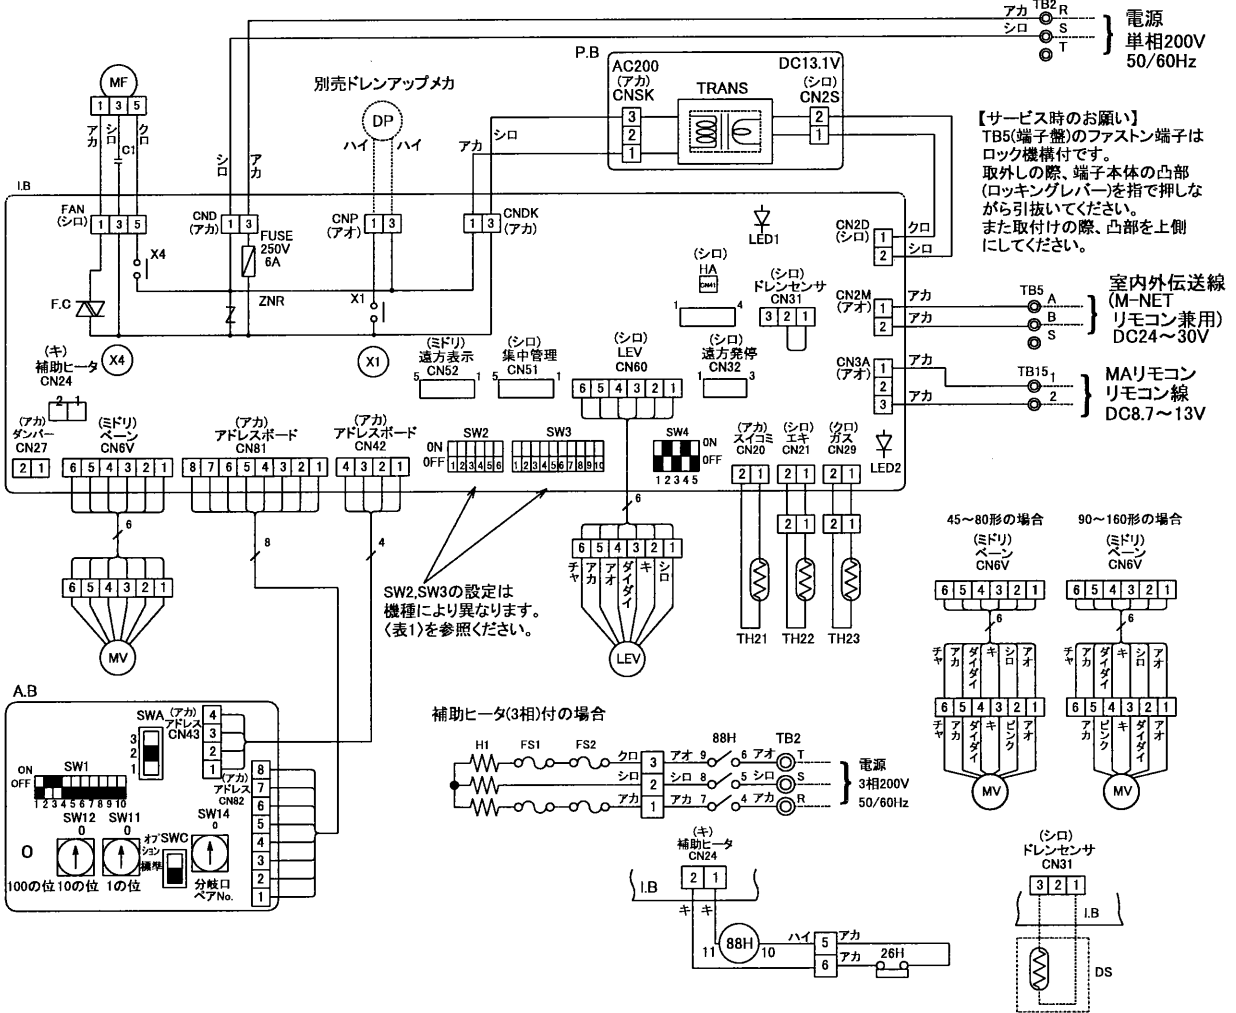 TB2
アカ R
シロ S
T
電源
単相200V
50/60Hz
P.B
AC200
(アカ)
CNSK
TRANS
DC13.1V
(シロ)
CN2S
3
2
1
2
1
MF
1 3 5
アカ
シロ
クロ
C1
別売ドレンアップメカ
DP
ハイ
ハイ
シロ
アカ
アカ
シロ
【サービス時のお願い】
TB5(端子盤)のファストン端子は
ロック機構付です。
取外しの際、端子本体の凸部
(ロッキングレバー)を指で押しな
がら引抜いてください。
また取付けの際、凸部を上側
にしてください。
I.B
FAN
(シロ)
1 3 5
CND
(アカ)
1 3
CNP
(アオ)
1 3
1 3
CNDK
(アカ)
FUSE
250V
6A
X4
F.C
ZNR
X1
X4
X1
LED1
CN2D
(シロ)
1
2
クロ
シロ
(シロ)
HA
CN41
(シロ)
ドレンセンサ
CN31
3 2 1
1 4
CN2M
(アオ)
1
2
アカ
アカ
TB5
A
B
S
室内外伝送線
(M-NET
リモコン兼用)
DC24～30V
CN3A
(アオ)
1
2
3
アカ
アカ
TB15
1
2
MAリモコン
リモコン線
DC8.7～13V
LED2
(キ)
補助ヒータ
CN24
2 1
(ミドリ)
遠方表示
CN52
5 1
(シロ)
集中管理
CN51
5 1
(シロ)
LEV
CN60
6 5 4 3 2 1
(シロ)
遠方発停
CN32
1 3
(アカ)
ダンパー
CN27
2 1
(ミドリ)
ベーン
CN6V
6 5 4 3 2 1
(アカ)
アドレスボード
CN81
8 7 6 5 4 3 2 1
(アカ)
アドレスボード
CN42
4 3 2 1
SW2
ON
OFF
1 2 3 4 5 6
SW3
1 2 3 4 5 6 7 8 9 10
SW4
ON
OFF
1 2 3 4 5
(アカ)
スイコミ
CN20
2 1
(シロ)
エキ
CN21
2 1
(クロ)
ガス
CN29
2 1
2 1
2 1
TH21
TH22
TH23
6
8
4
6
6 5 4 3 2 1
MV
SW2,SW3の設定は
機種により異なります。
〈表1〉を参照ください。
6 5 4 3 2 1
チャ
アカ
アオ
ダイダイ
キ
シロ
LEV
45～80形の場合
(ミドリ)
ベーン
CN6V
6 5 4 3 2 1
6
チャ
アカ
ダイダイ
キ
シロ
アオ
6 5 4 3 2 1
チャ
アカ
ダイダイ
キ
ピンク
アオ
MV
90～160形の場合
(ミドリ)
ベーン
CN6V
6 5 4 3 2 1
6
チャ
アカ
ダイダイ
キ
シロ
アオ
6 5 4 3 2 1
アカ
ピンク
キ
チャ
ダイダイ
アオ
MV
A.B
SWA
3
2
1
(アカ)
アドレス
CN43
4
3
2
1
(アカ)
アドレス
CN82
8
7
6
5
4
3
2
1
SW1
ON
OFF
1 2 3 4 5 6 7 8 9 10
SW12
0
SW11
0
SW14
0
オプション
標準
SWC
0
100の位
10の位
1の位
分岐口
ペアNo.
補助ヒータ(3相)付の場合
H1
FS1
FS2
クロ
シロ
アカ
3
2
1
アオ 9
シロ 8
アカ 7
88H
6 アオ
5 シロ
4 アカ
TB2
T
S
R
電源
3相200V
50/60Hz
(キ)
補助ヒータ
CN24
2 1
I.B
キ
キ
11
88H
10
ハイ
5
6
アカ
アカ
26H
(シロ)
ドレンセンサ
CN31
3 2 1
I.B
DS